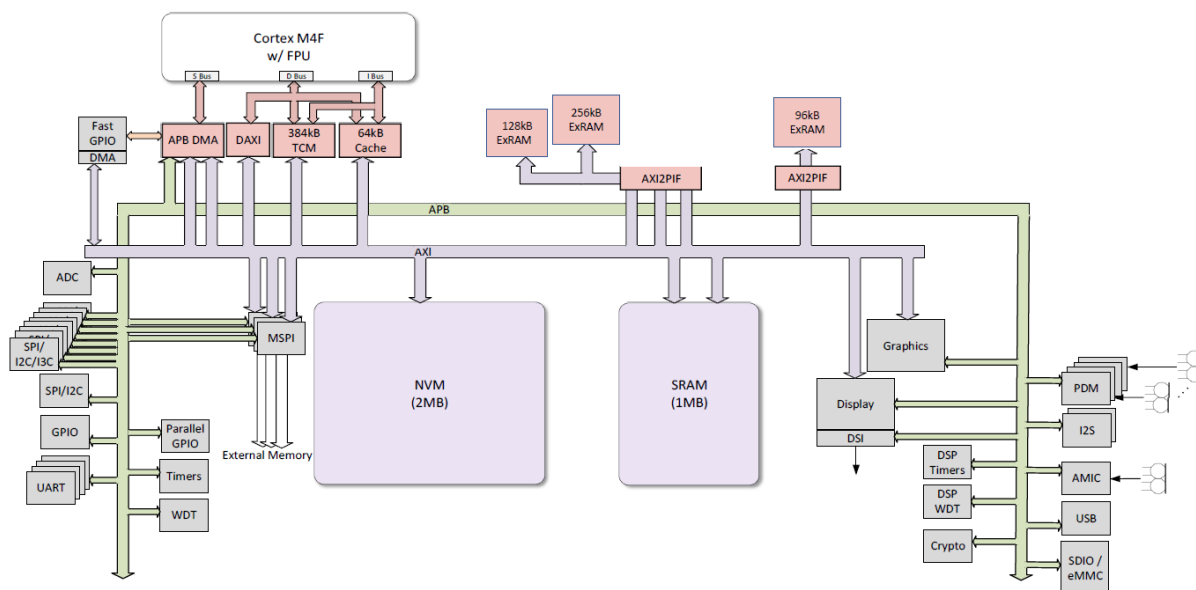 Cortex M4F
w/ FPU
S Bus
D Bus
I Bus
Fast
GPIO
DMA
APB DMA
DAXI
384kB
TCM
64kB
Cache
128kB
ExRAM
256kB
ExRAM
96kB
ExRAM
AXI2PIF
AXI2PIF
APB
AXI
ADC
SPI/
I2C/I3C
SPI/I2C
GPIO
UART
Parallel
GPIO
Timers
WDT
MSPI
External Memory
NVM
(2MB)
SRAM
(1MB)
Graphics
Display
DSI
DSP
Timers
DSP
WDT
Crypto
PDM
I2S
AMIC
USB
SDIO /
eMMC